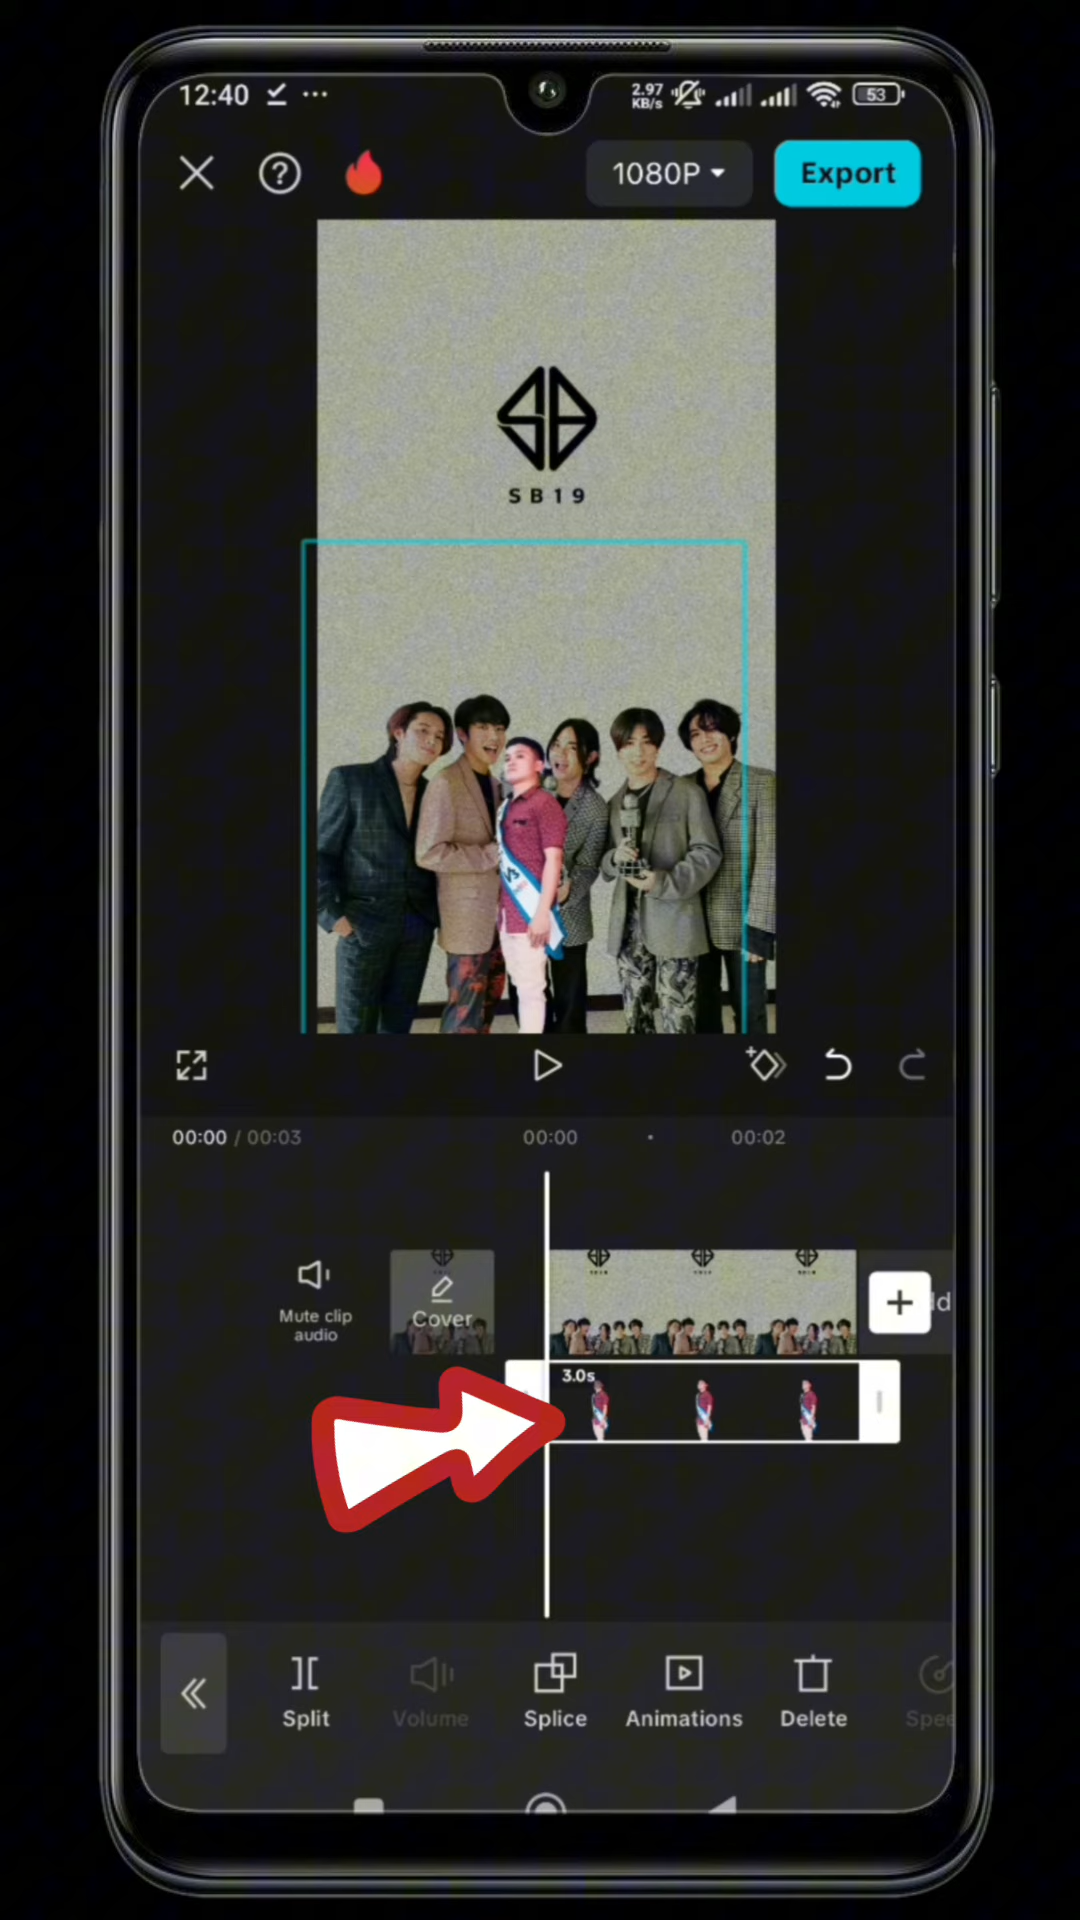 12:40
2.97
KB/s
53
1080P
Export
SB19
00:00 / 00:03
00:00
00:02
Mute clip
audio
Cover
3.0s
Split
Volume
Splice
Animations
Delete